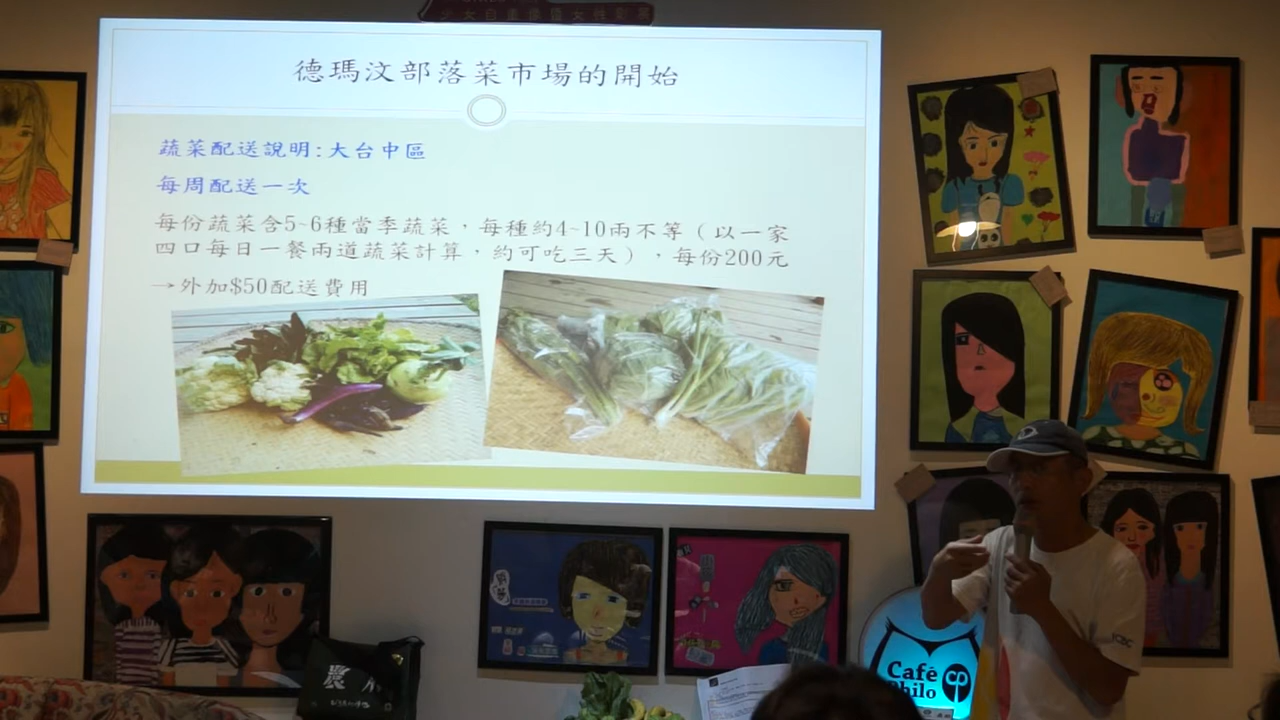 德瑪汶部落菜市場的開始
蔬菜配送說明:大台中區
每周配送一次
每份蔬菜含5~6種當季蔬菜，每種約4~10兩不等（以一家
四口每日一餐兩道蔬菜計算，約可吃三天），每份200元
→外加$50配送費用
Café
Philo